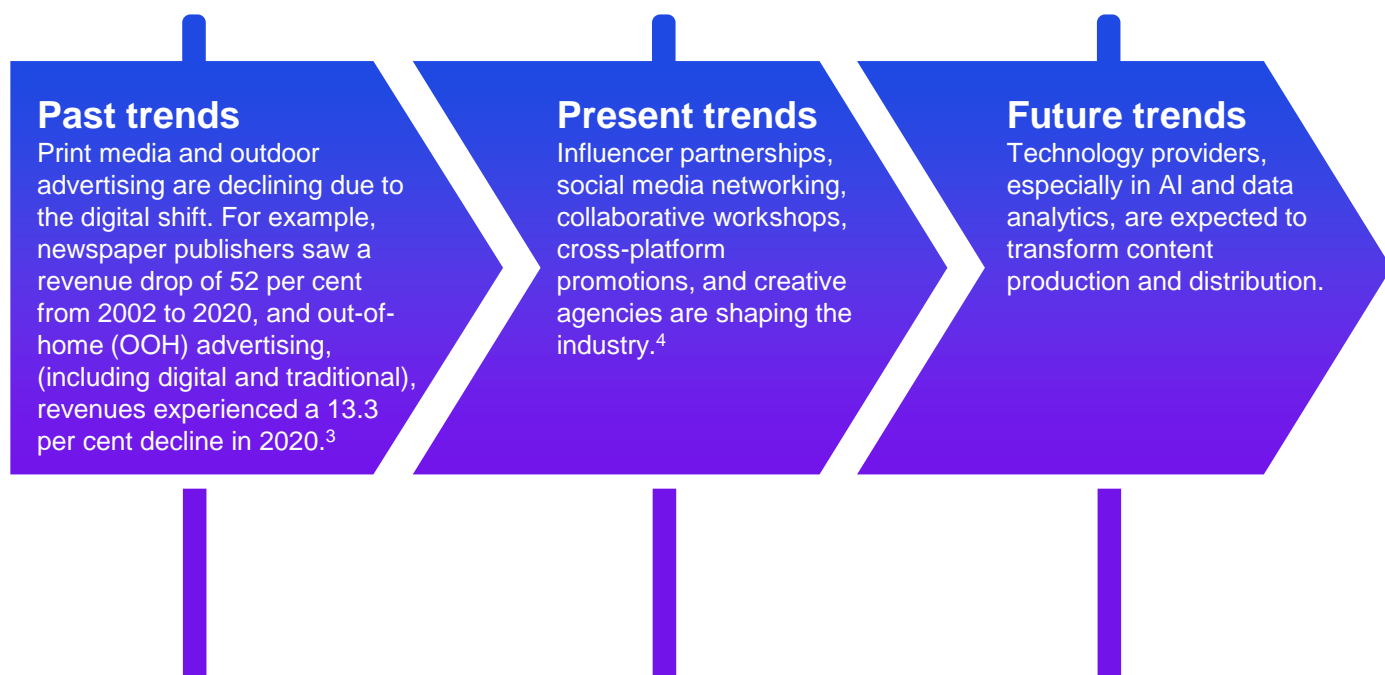 Past trends
Print media and outdoor
advertising are declining due to
the digital shift. For example,
newspaper publishers saw a
revenue drop of 52 per cent
from 2002 to 2020, and out-of-
home (OOH) advertising,
(including digital and traditional),
revenues experienced a 13.3
per cent decline in 2020.3
Present trends
Influencer partnerships,
social media networking,
collaborative workshops,
cross-platform
promotions, and creative
agencies are shaping the
industry.4
Future trends
Technology providers,
especially in AI and data
analytics, are expected to
transform content
production and distribution.